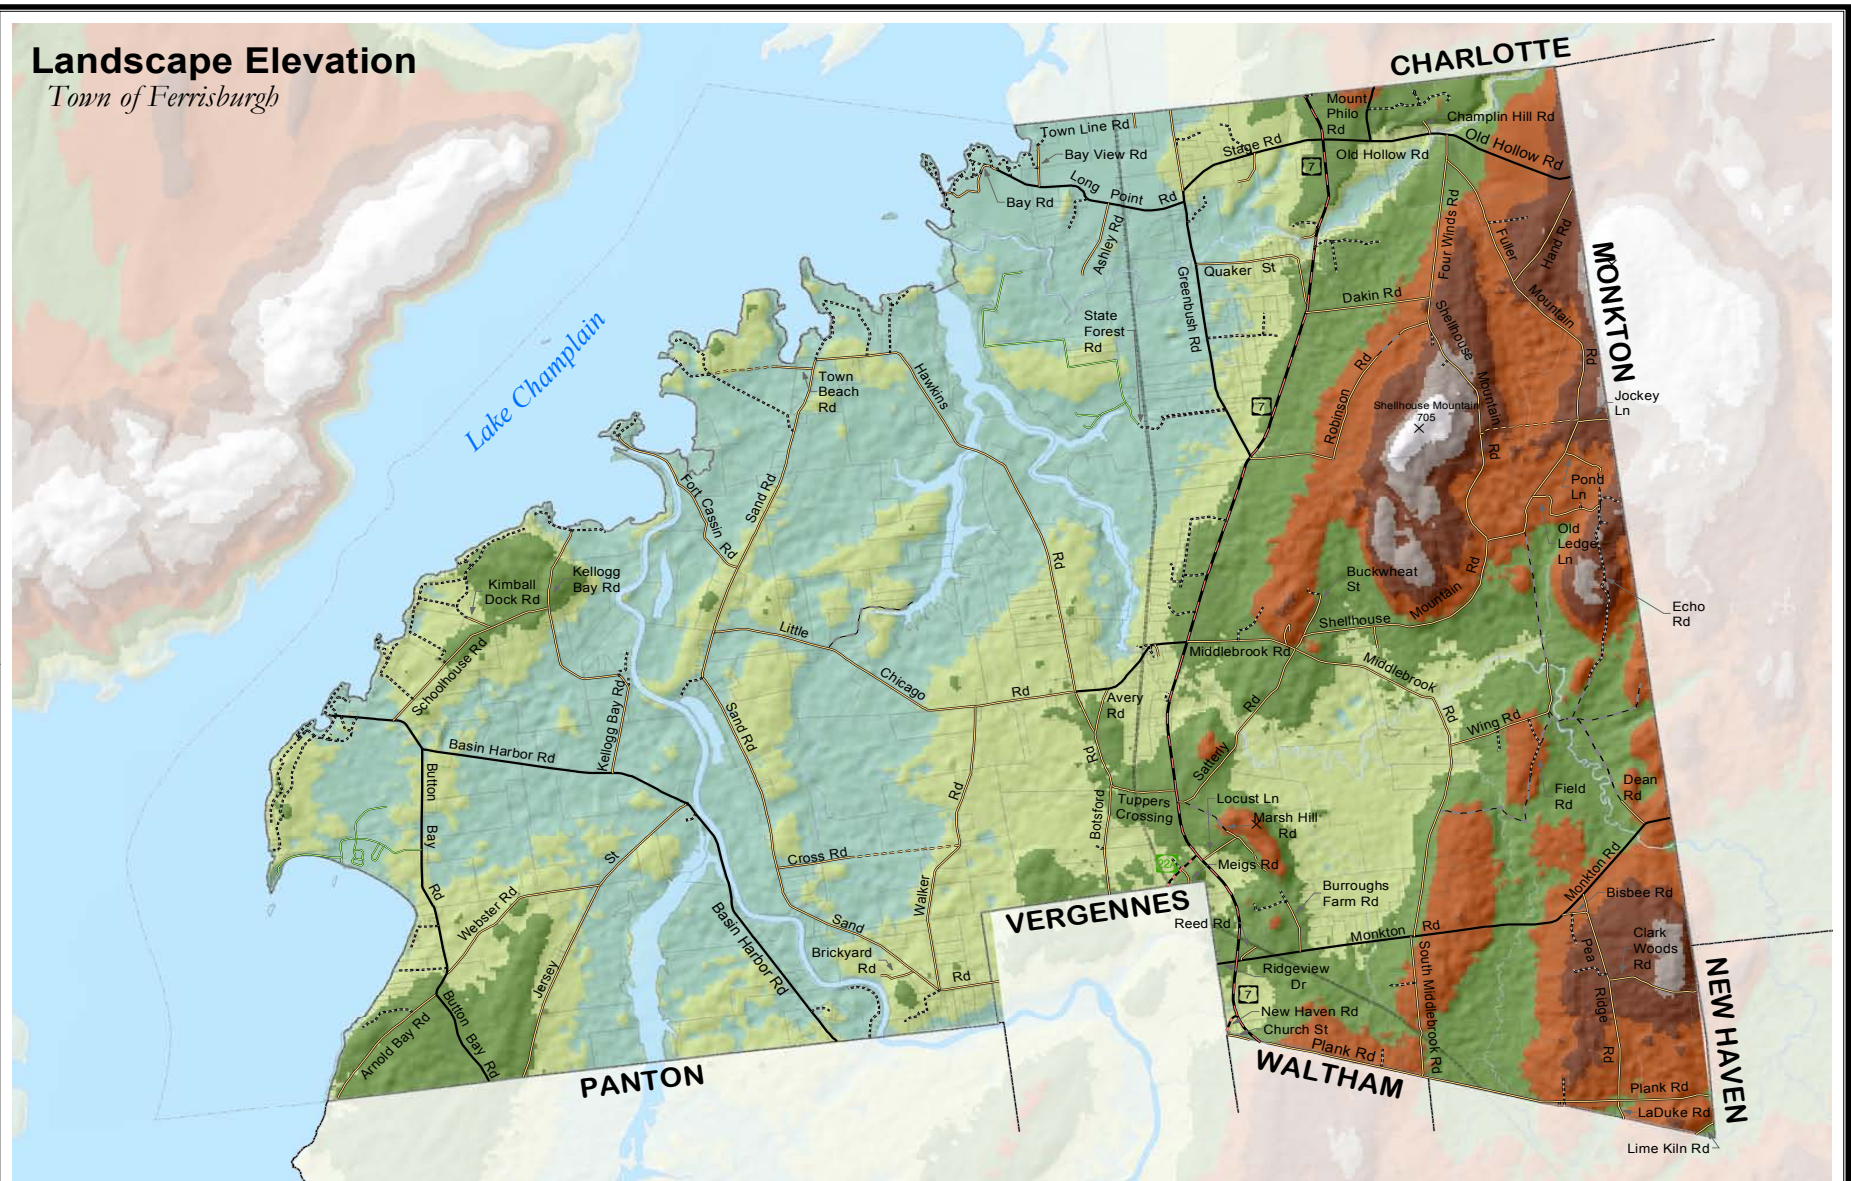 Landscape Elevation
Town of Ferrisburgh
CHARLOTTE
Mount
Philo
Rd
Champlin Hill Rd
Town Line Rd
Old Hollow Rd
Stage Rd
Bay View Rd
7
Old Hollow Rd
Long Point Rd
Bay Rd
Ashley Rd
Four Winds Rd
Fuller
Hand Rd
MONKTON
Greenbush Rd
Quaker St
Dakin Rd
Mountain
Rd
Lake Champlain
State
Forest
Rd
Shellhouse
Mountain
Rd
Town
Beach
Rd
Hawkins
Rd
7
Robinson Rd
Shellhouse Mountain
705
Jockey
Ln
Fort Cassin Rd
Sand Rd
Pond
Ln
Old
Ledge
Ln
Kimball
Dock Rd
Kellogg
Bay Rd
Buckwheat
St
Echo
Rd
Schoolhouse Rd
Little
Chicago
Rd
Shellhouse
Mountain
Rd
Middlebrook Rd
Middlebrook
Rd
Kellogg Bay Rd
Sand Rd
Avery
Rd
Rd
Wing Rd
Basin Harbor Rd
Satterly
Rd
Button
Bay
Rd
Botsford
Rd
Tuppers
Crossing
Locust Ln
Marsh Hill
Rd
Field
Rd
Dean
Rd
Cross Rd
Walker
Rd
22A
Meigs Rd
Monkton Rd
Webster Rd
Jersey
St
Burroughs
Farm Rd
Bisbee Rd
VERGENNES
Reed Rd
Basin Harbor Rd
Sand
Rd
Brickyard
Rd
Monkton
Rd
Clark
Woods
Rd
Pea
Ridge
Rd
Ridgeview
Dr
South Middlebrook Rd
NEW HAVEN
Button
Bay
Rd
Arnold Bay Rd
7
New Haven Rd
Church St
Plank Rd
PANTON
WALTHAM
Plank Rd
LaDuke Rd
Lime Kiln Rd